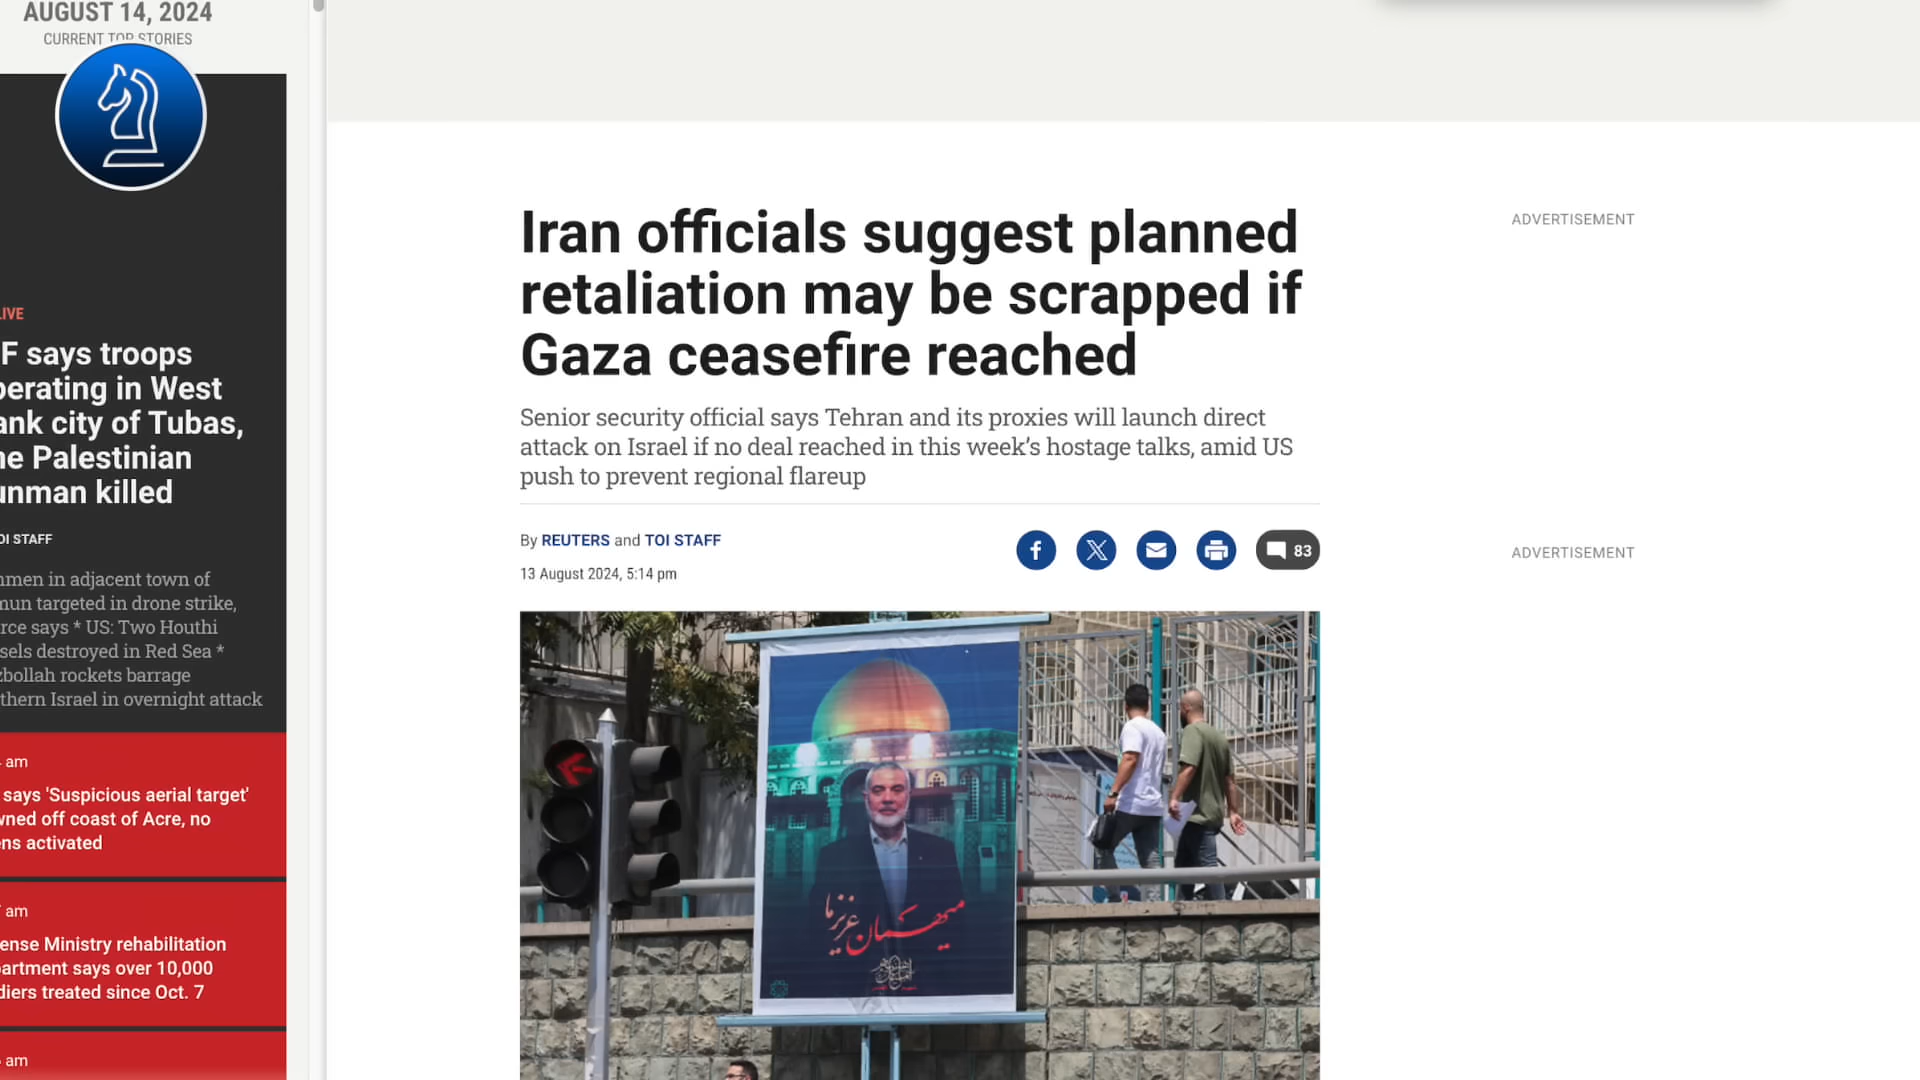 AUGUST 14, 2024
CURRENT TOP STORIES
IVE
F says troops
perating in West
ank city of Tubas,
ne Palestinian
unman killed
OI STAFF
nmen in adjacent town of
mun targeted in drone strike,
rce says * US: Two Houthi
sels destroyed in Red Sea *
zbollah rockets barrage
thern Israel in overnight attack
am
says 'Suspicious aerial target'
wned off coast of Acre, no
ens activated
am
ense Ministry rehabilitation
artment says over 10,000
diers treated since Oct. 7
am
Iran officials suggest planned
retaliation may be scrapped if
Gaza ceasefire reached
Senior security official says Tehran and its proxies will launch direct
attack on Israel if no deal reached in this week’s hostage talks, amid US
push to prevent regional flareup
By REUTERS and TOI STAFF
13 August 2024, 5:14 pm
83
ADVERTISEMENT
ADVERTISEMENT
میهمان عزیز ما